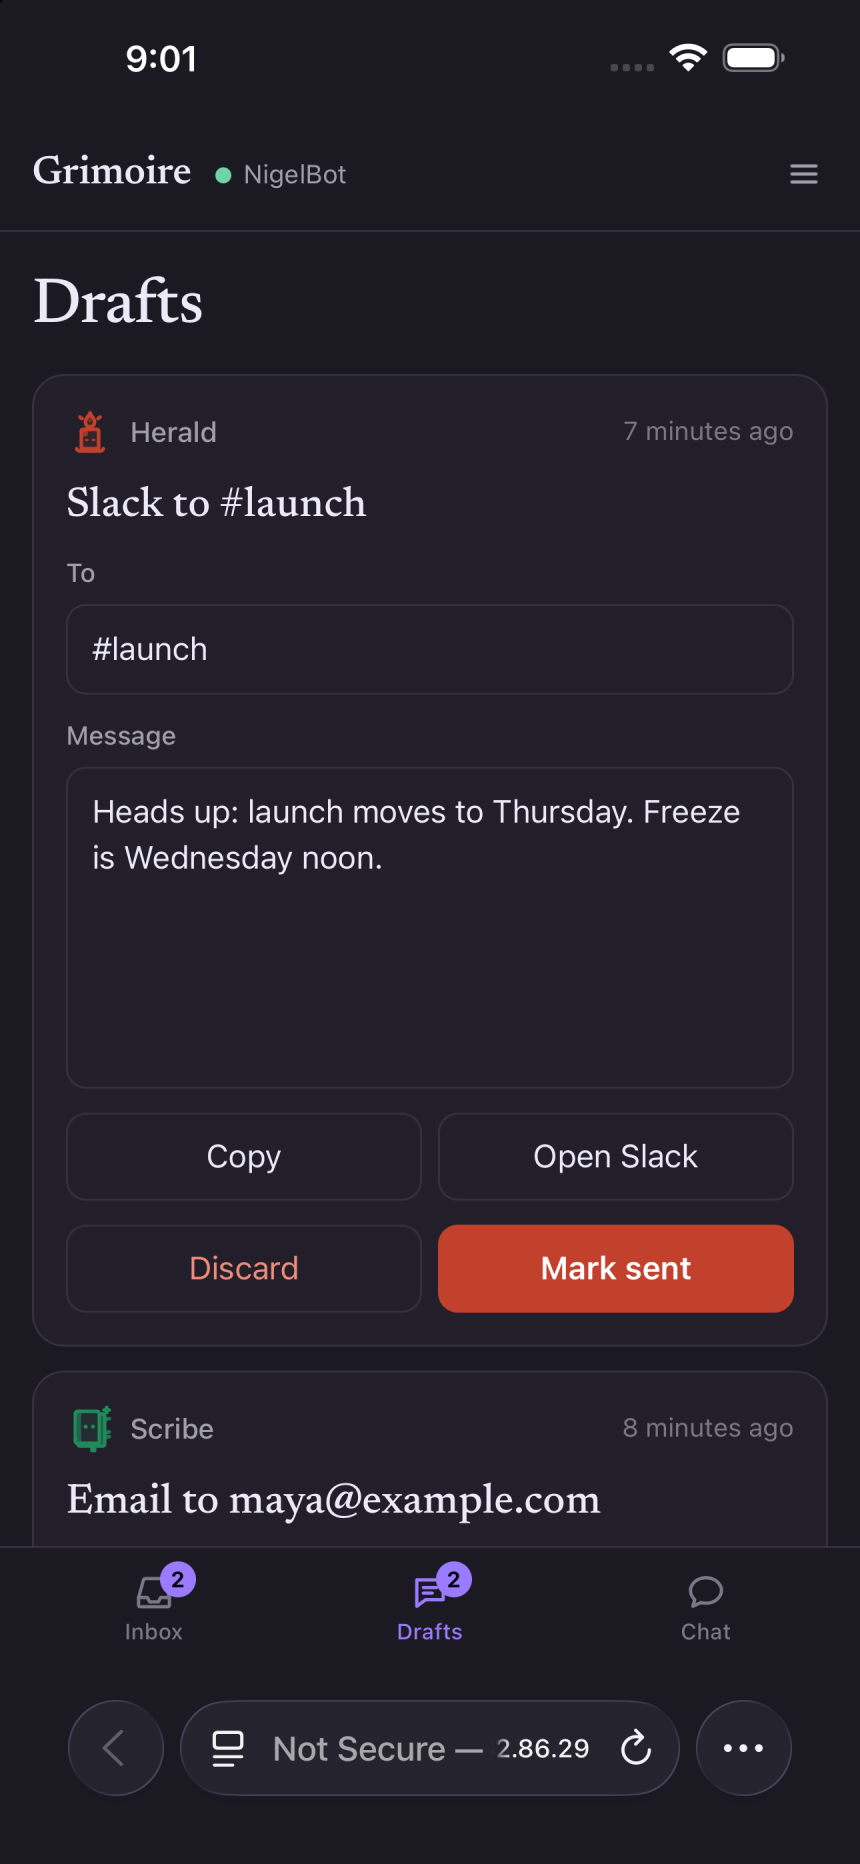 9:01
Grimoire NigelBot
Drafts
Herald 7 minutes ago
Slack to #launch
To
#launch
Message
Heads up: launch moves to Thursday. Freeze
is Wednesday noon.
Copy Open Slack
Discard Mark sent
Scribe 8 minutes ago
Email to maya@example.com
2 2
Inbox Drafts Chat
Not Secure — 2.86.29